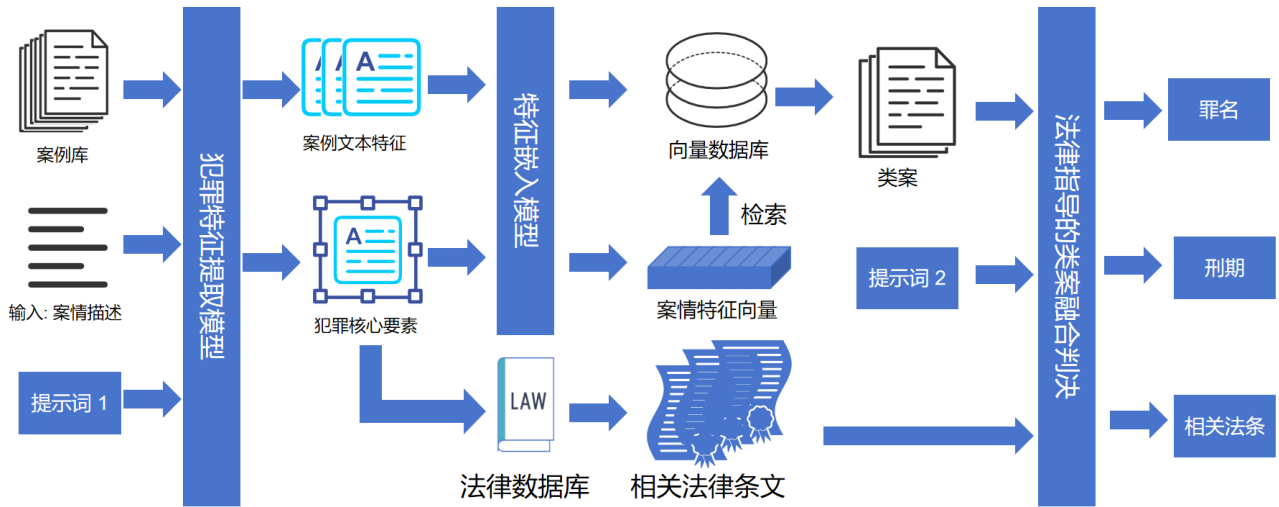 案例库
输入: 案情描述
提示词 1
犯罪特征提取模型
A
A
A
案例文本特征
A
犯罪核心要素
特征嵌入模型
LAW
法律数据库
向量数据库
检索
案情特征向量
相关法律条文
类案
提示词 2
法律指导的类案融合判决
罪名
刑期
相关法条